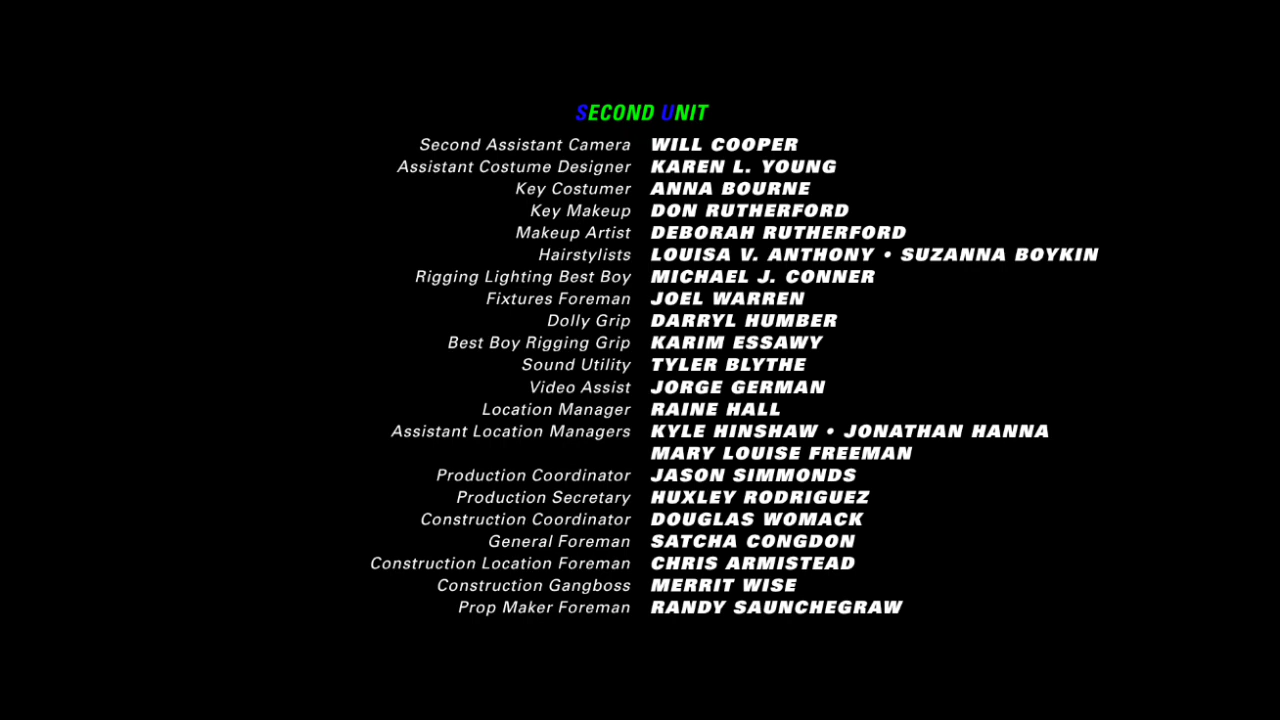 SECOND UNIT
Second Assistant Camera WILL COOPER
Assistant Costume Designer KAREN L. YOUNG
Key Costumer ANNA BOURNE
Key Makeup DON RUTHERFORD
Makeup Artist DEBORAH RUTHERFORD
Hairstylists LOUISA V. ANTHONY • SUZANNA BOYKIN
Rigging Lighting Best Boy MICHAEL J. CONNER
Fixtures Foreman JOEL WARREN
Dolly Grip DARRYL HUMBER
Best Boy Rigging Grip KARIM ESSAWY
Sound Utility TYLER BLYTHE
Video Assist JORGE GERMAN
Location Manager RAINE HALL
Assistant Location Managers KYLE HINSHAW • JONATHAN HANNA
MARY LOUISE FREEMAN
Production Coordinator JASON SIMMONDS
Production Secretary HUXLEY RODRIGUEZ
Construction Coordinator DOUGLAS WOMACK
General Foreman SATCHA CONGDON
Construction Location Foreman CHRIS ARMISTEAD
Construction Gangboss MERRIT WISE
Prop Maker Foreman RANDY SAUNCHEGRAW